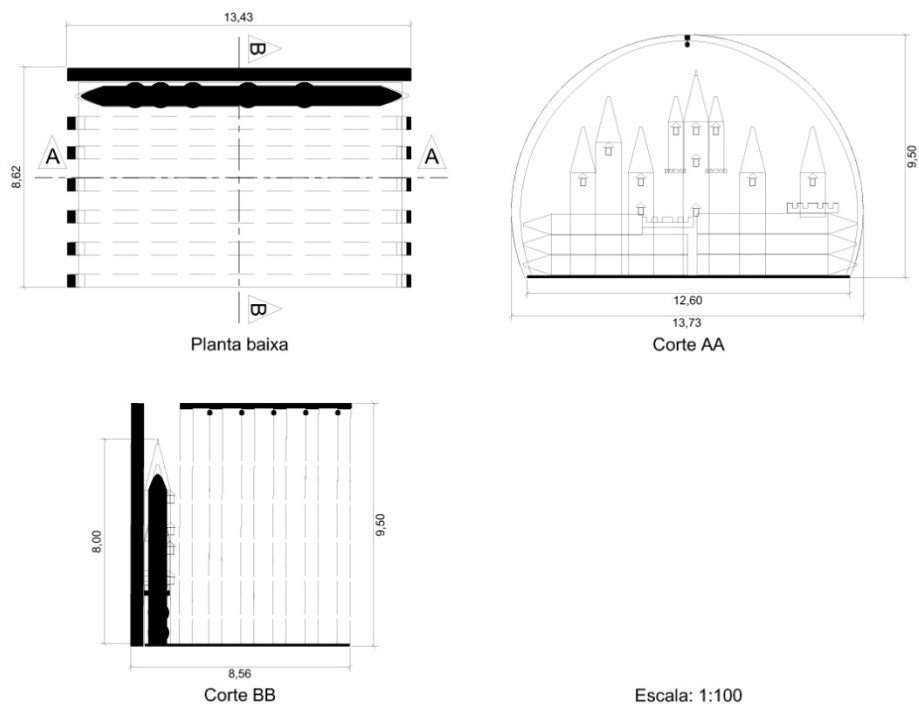 13,43
B
A
A
8,62
B
Planta baixa
9,50
12,60
13,73
Corte AA
8,00
9,50
8,56
Corte BB
Escala: 1:100